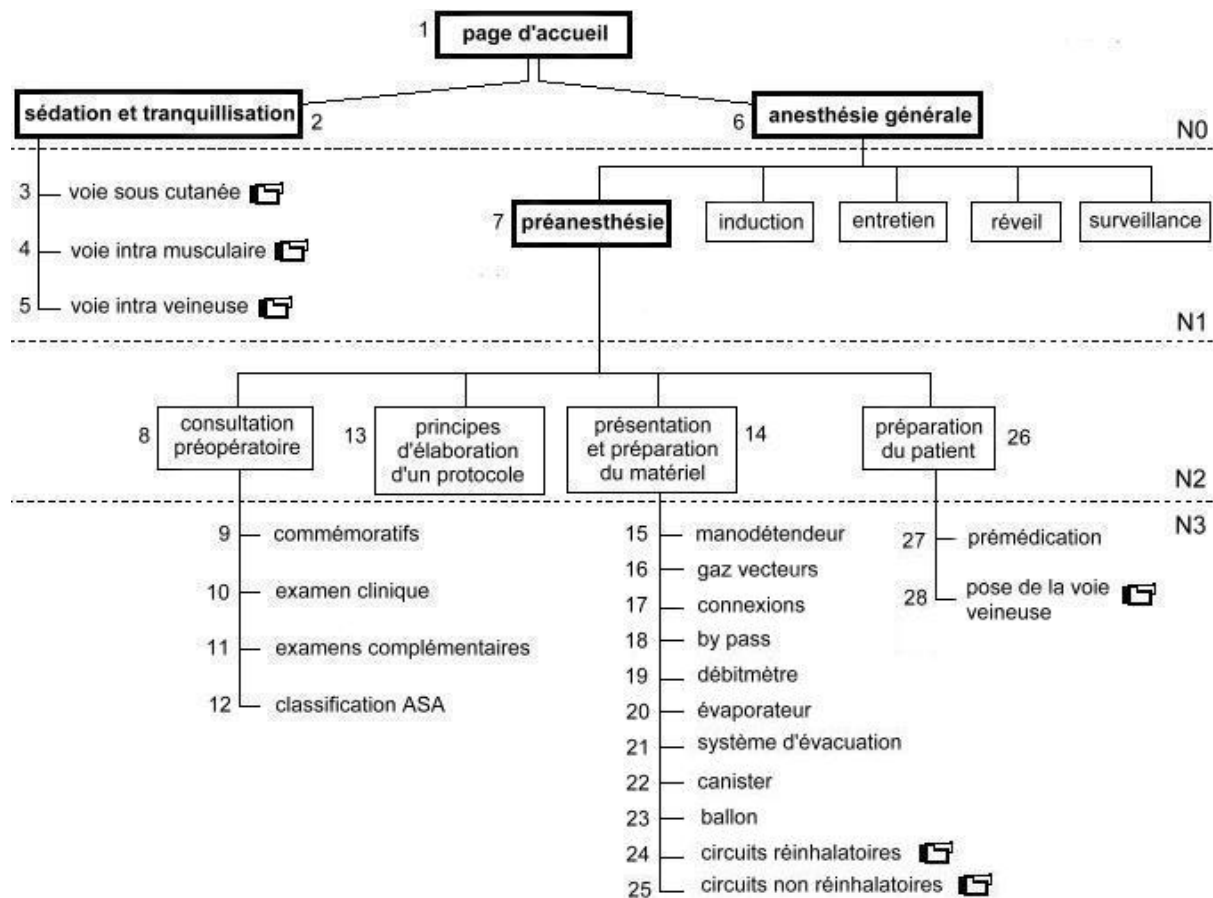 1 page d'accueil
sédation et tranquillisation 2
6 anesthésie générale
N0
3 voie sous cutanée
4 voie intra musculaire
5 voie intra veineuse
7 préanesthésie
induction
entretien
réveil
surveillance
N1
8 consultation
préopératoire
13 principes
d'élaboration
d'un protocole
présentation 14
et préparation
du matériel
préparation 26
du patient
N2
N3
9 commémoratifs
10 examen clinique
11 examens complémentaires
12 classification ASA
15 manodétendeur
16 gaz vecteurs
17 connexions
18 by pass
19 débitmètre
20 évaporateur
21 système d'évacuation
22 canister
23 ballon
24 circuits réinhalatoires
25 circuits non réinhalatoires
27 prémédication
28 pose de la voie
veineuse